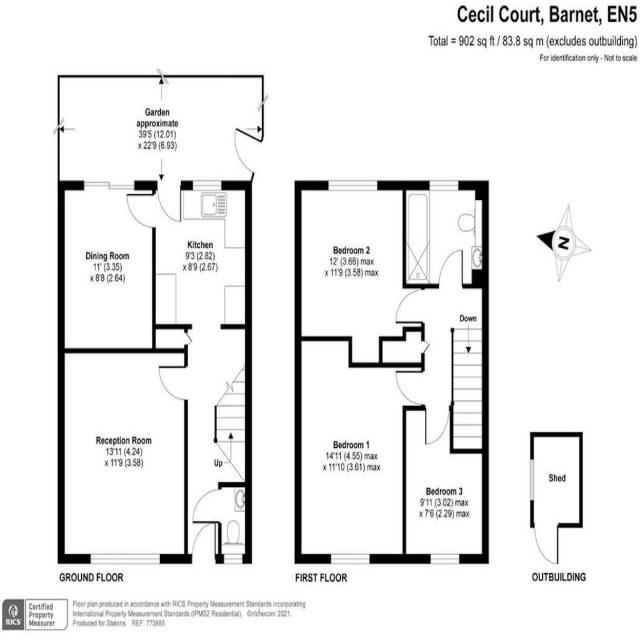 Cecil Court, Barnet, EN5
Total = 902 sq ft / 83.8 sq m (excludes outbuilding)
For identification only - Not to scale
Garden
approximate
39'5 (12.01)
x 22'9 (6.93)
Dining Room
11' (3.35)
x 8'8 (2.64)
Kitchen
9'3 (2.82)
x 8'9 (2.67)
Reception Room
13'11 (4.24)
x 11'9 (3.58)
Up
GROUND FLOOR
Bedroom 2
12' (3.66) max
x 11'9 (3.58) max
Down
Bedroom 1
14'11 (4.55) max
x 11'10 (3.61) max
Bedroom 3
9'11 (3.02) max
x 7'6 (2.29) max
FIRST FLOOR
N
Shed
OUTBUILDING
RICS
Certified
Property
Measurer
Floor plan produced in accordance with RICS Property Measurement Standards incorporating
International Property Measurement Standards (IPMS2 Residential). ©nichecom 2021.
Produced for Statons. REF: 773865